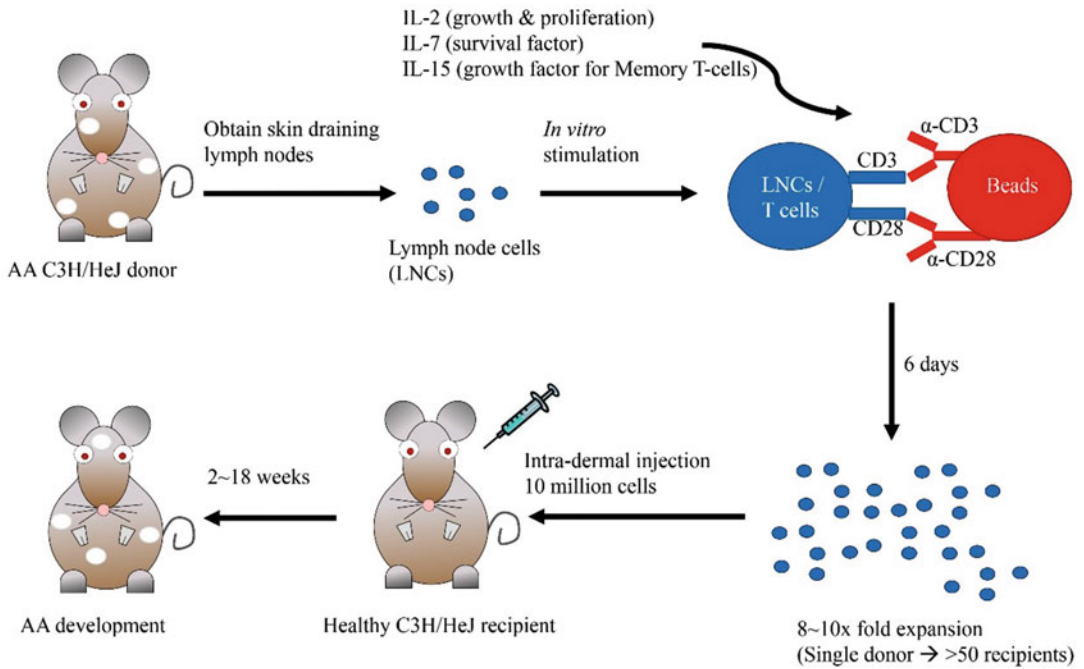 IL-2 (growth & proliferation)
IL-7 (survival factor)
IL-15 (growth factor for Memory T-cells)
Obtain skin draining
lymph nodes
In vitro
stimulation
α-CD3
CD3
LNCs /
T cells
Beads
CD28
α-CD28
Lymph node cells
(LNCs)
AA C3H/HeJ donor
6 days
Intra-dermal injection
10 million cells
2~18 weeks
AA development
Healthy C3H/HeJ recipient
8~10x fold expansion
(Single donor → >50 recipients)